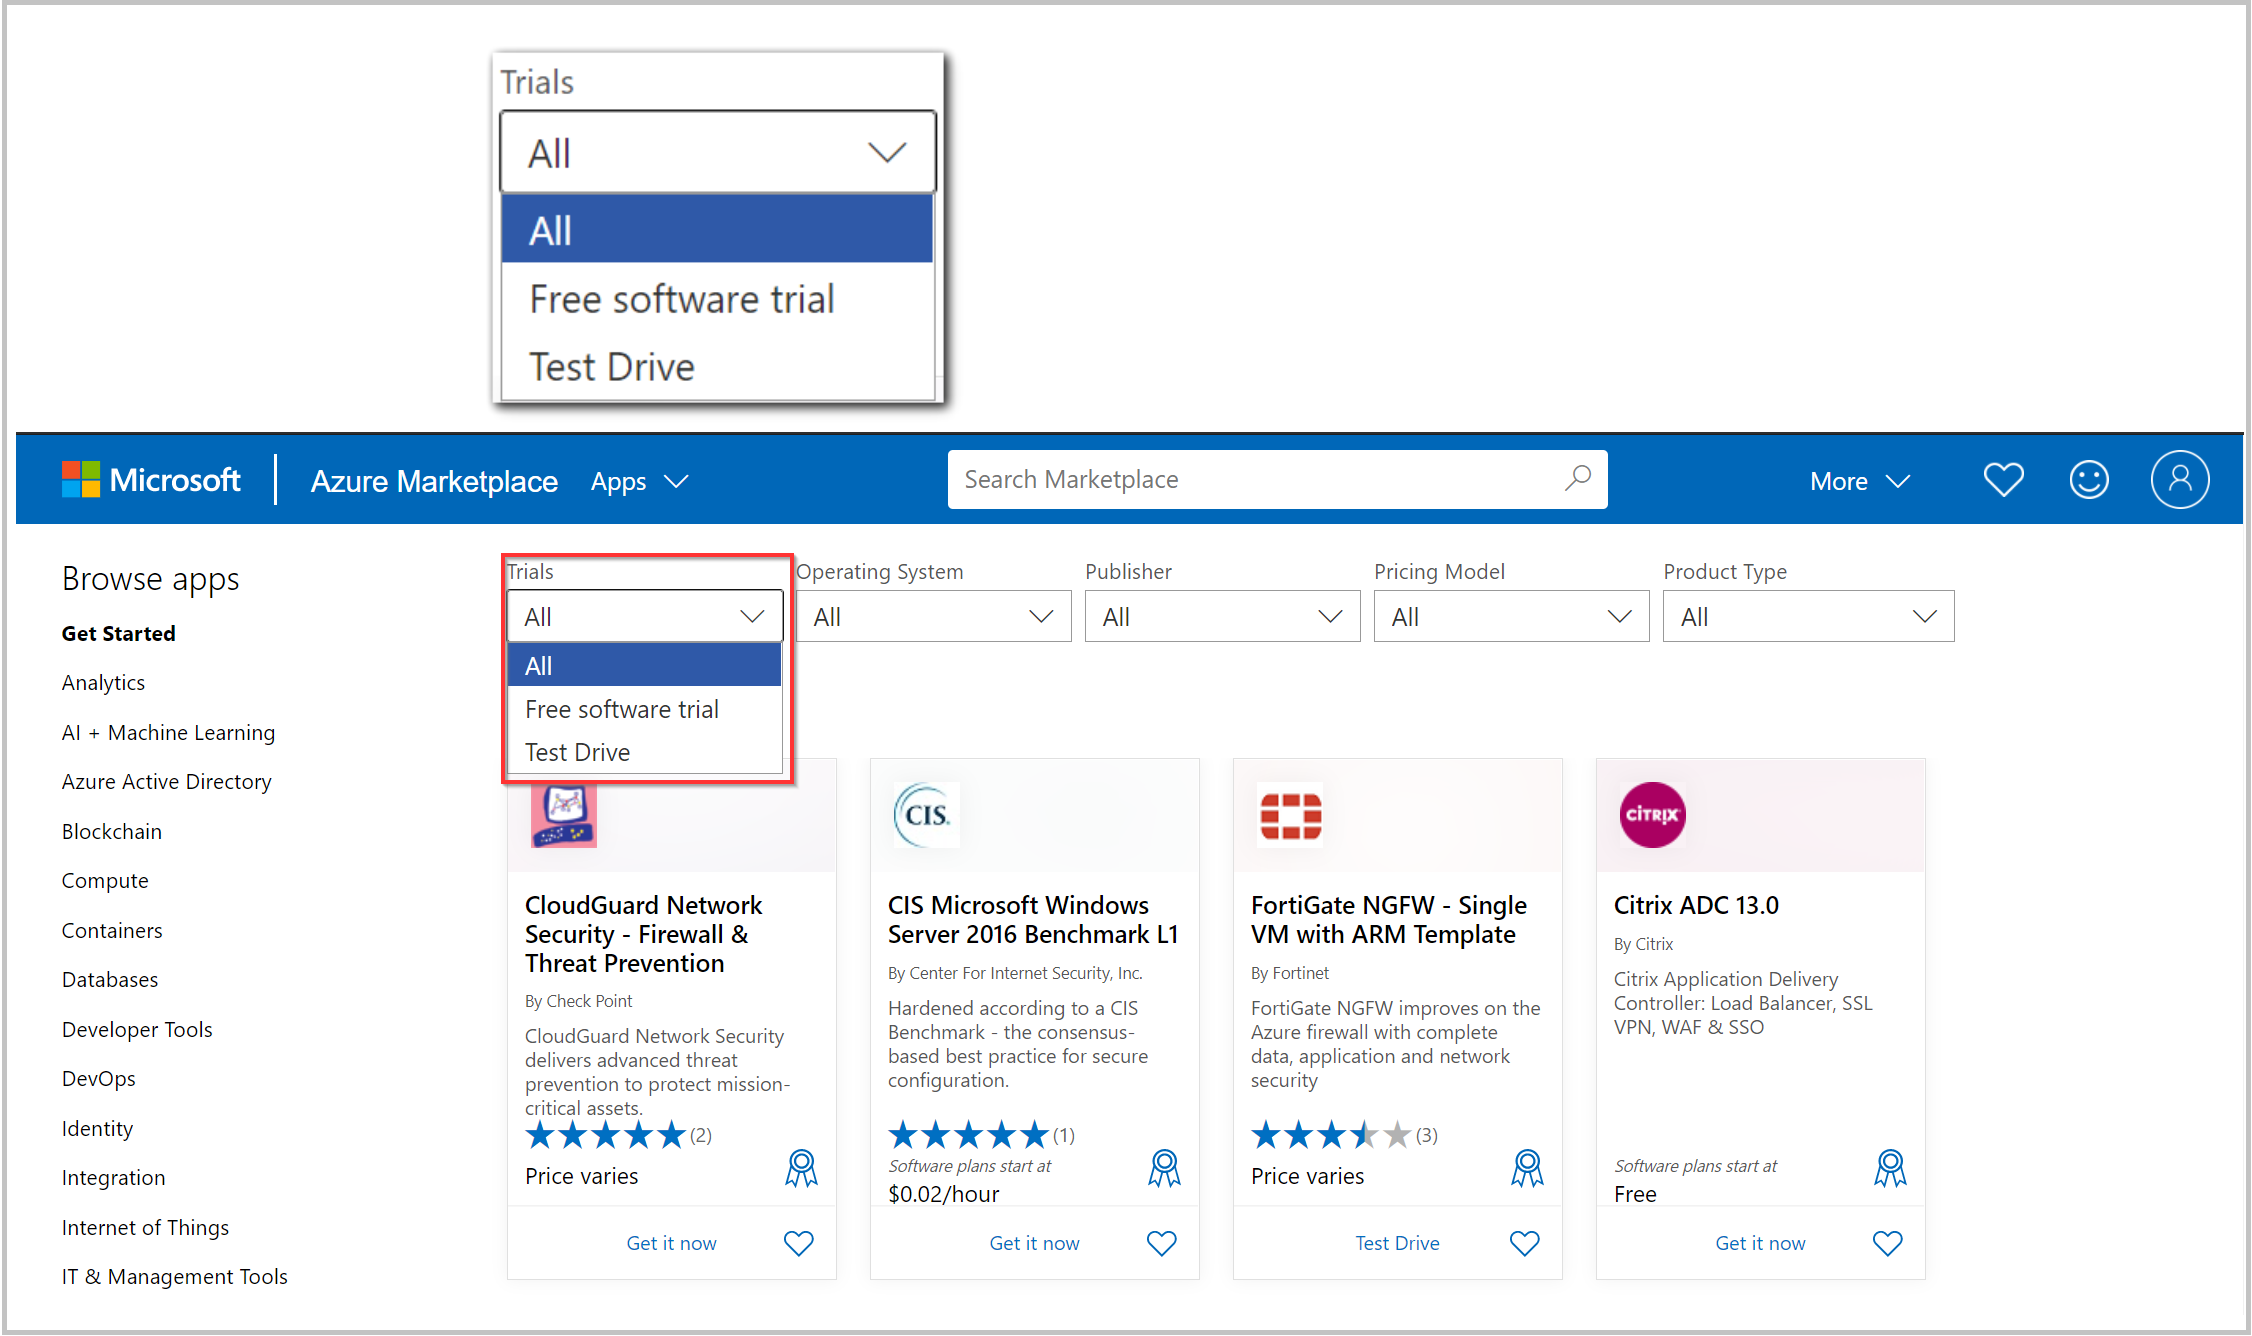 Trials
All
All
Free software trial
Test Drive
Microsoft
Azure Marketplace
Apps
Search Marketplace
More
Browse apps
Get Started
Analytics
AI + Machine Learning
Azure Active Directory
Blockchain
Compute
Containers
Databases
Developer Tools
DevOps
Identity
Integration
Internet of Things
IT & Management Tools
Trials
All
All
Free software trial
Test Drive
Operating System
All
Publisher
All
Pricing Model
All
Product Type
All
CloudGuard Network
Security - Firewall &
Threat Prevention
By Check Point
CloudGuard Network Security
delivers advanced threat
prevention to protect mission-
critical assets.
(2)
Price varies
Get it now
CIS.
CIS Microsoft Windows
Server 2016 Benchmark L1
By Center For Internet Security, Inc.
Hardened according to a CIS
Benchmark - the consensus-
based best practice for secure
configuration.
(1)
Software plans start at
$0.02/hour
Get it now
FortiGate NGFW - Single
VM with ARM Template
By Fortinet
FortiGate NGFW improves on the
Azure firewall with complete
data, application and network
security
(3)
Price varies
Test Drive
CITRIX
Citrix ADC 13.0
By Citrix
Citrix Application Delivery
Controller: Load Balancer, SSL
VPN, WAF & SSO
Software plans start at
Free
Get it now